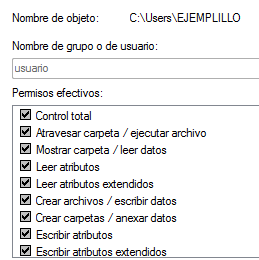 Nombre de objeto: C:\Users\EJEMPLILLO
Nombre de grupo o de usuario:
usuario
Permisos efectivos:
Control total
Atravesar carpeta / ejecutar archivo
Mostrar carpeta / leer datos
Leer atributos
Leer atributos extendidos
Crear archivos / escribir datos
Crear carpetas / anexar datos
Escribir atributos
Escribir atributos extendidos